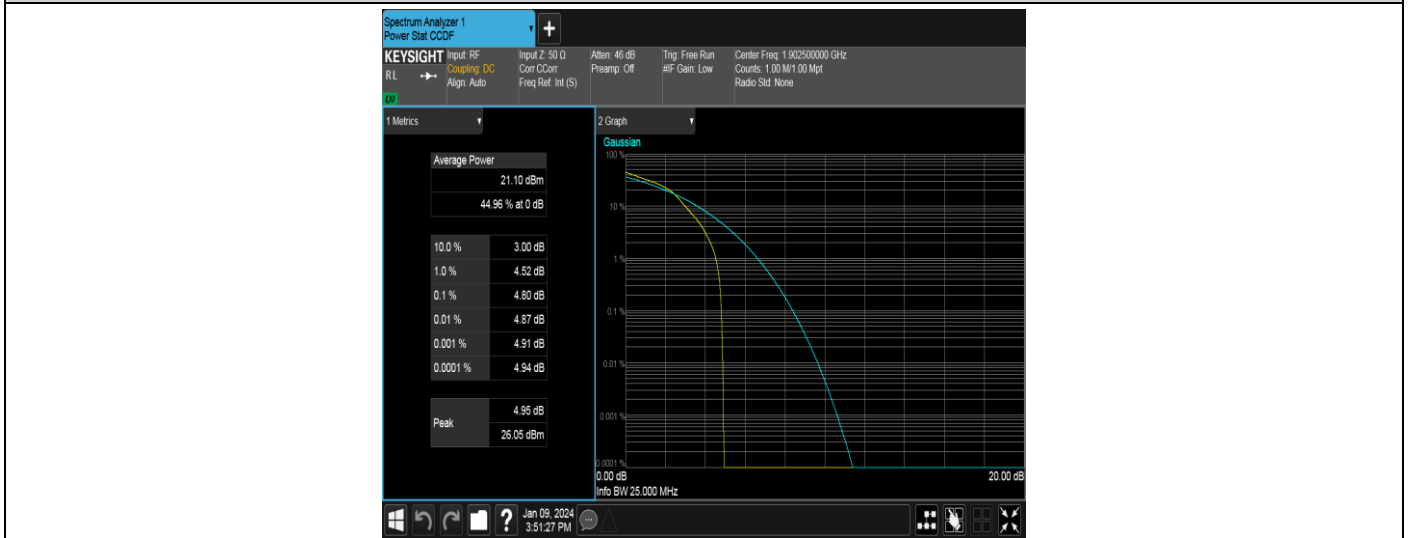 Spectrum Analyzer 1
Power Stat CCDF
+
KEYSIGHT
RL
Input: RF
Coupling: DC
Align: Auto
Input Z: 50 Ω
Corr CCorr
Freq Ref: Int (S)
Atten: 46 dB
Preamp: Off
Trig: Free Run
#IF Gain: Low
Center Freq: 1.902500000 GHz
Counts: 1.00 M/1.00 Mpt
Radio Std: None
1 Metrics
Average Power
21.10 dBm
44.96 % at 0 dB
10.0 % 3.00 dB
1.0 % 4.52 dB
0.1 % 4.80 dB
0.01 % 4.87 dB
0.001 % 4.91 dB
0.0001 % 4.94 dB
Peak
4.95 dB
26.05 dBm
2 Graph
Gaussian
100 %
10 %
1 %
0.1 %
0.01 %
0.001 %
0.0001 %
0.00 dB 20.00 dB
Info BW 25.000 MHz
?
Jan 09, 2024
3:51:27 PM